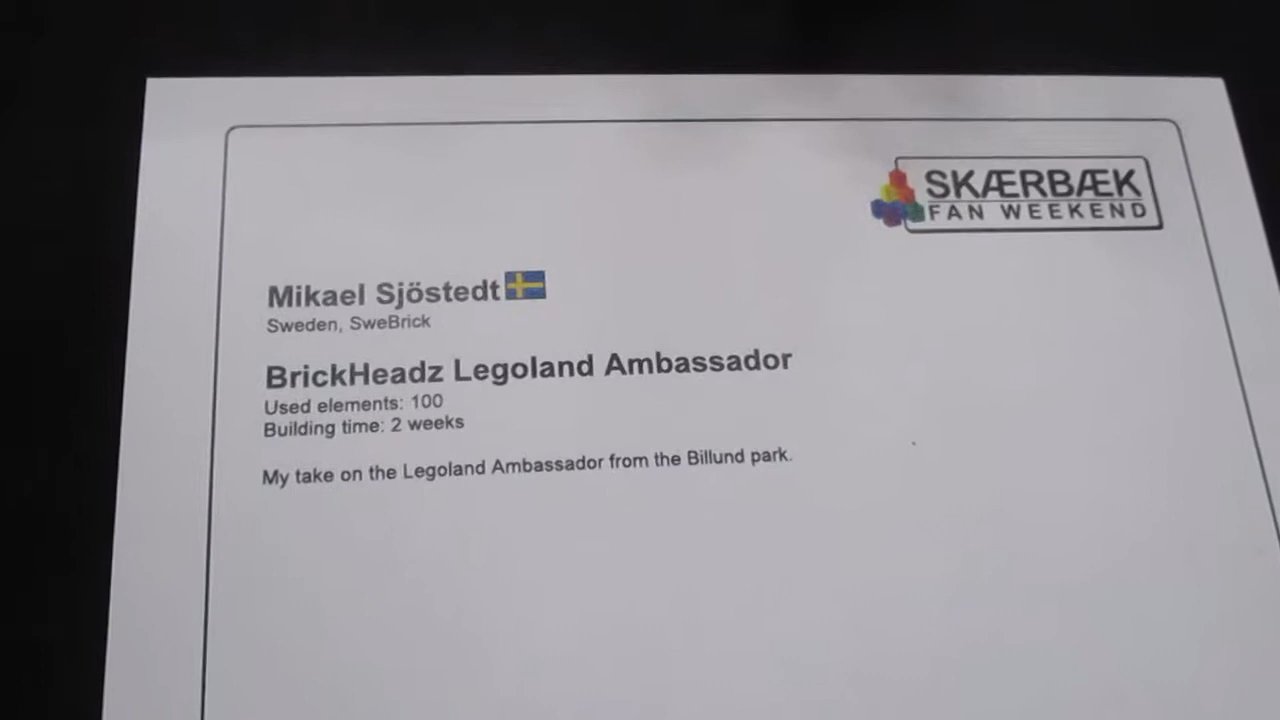 SKÆRBÆK
FAN WEEKEND
Mikael Sjöstedt
Sweden, SweBrick
BrickHeadz Legoland Ambassador
Used elements: 100
Building time: 2 weeks
My take on the Legoland Ambassador from the Billund park.